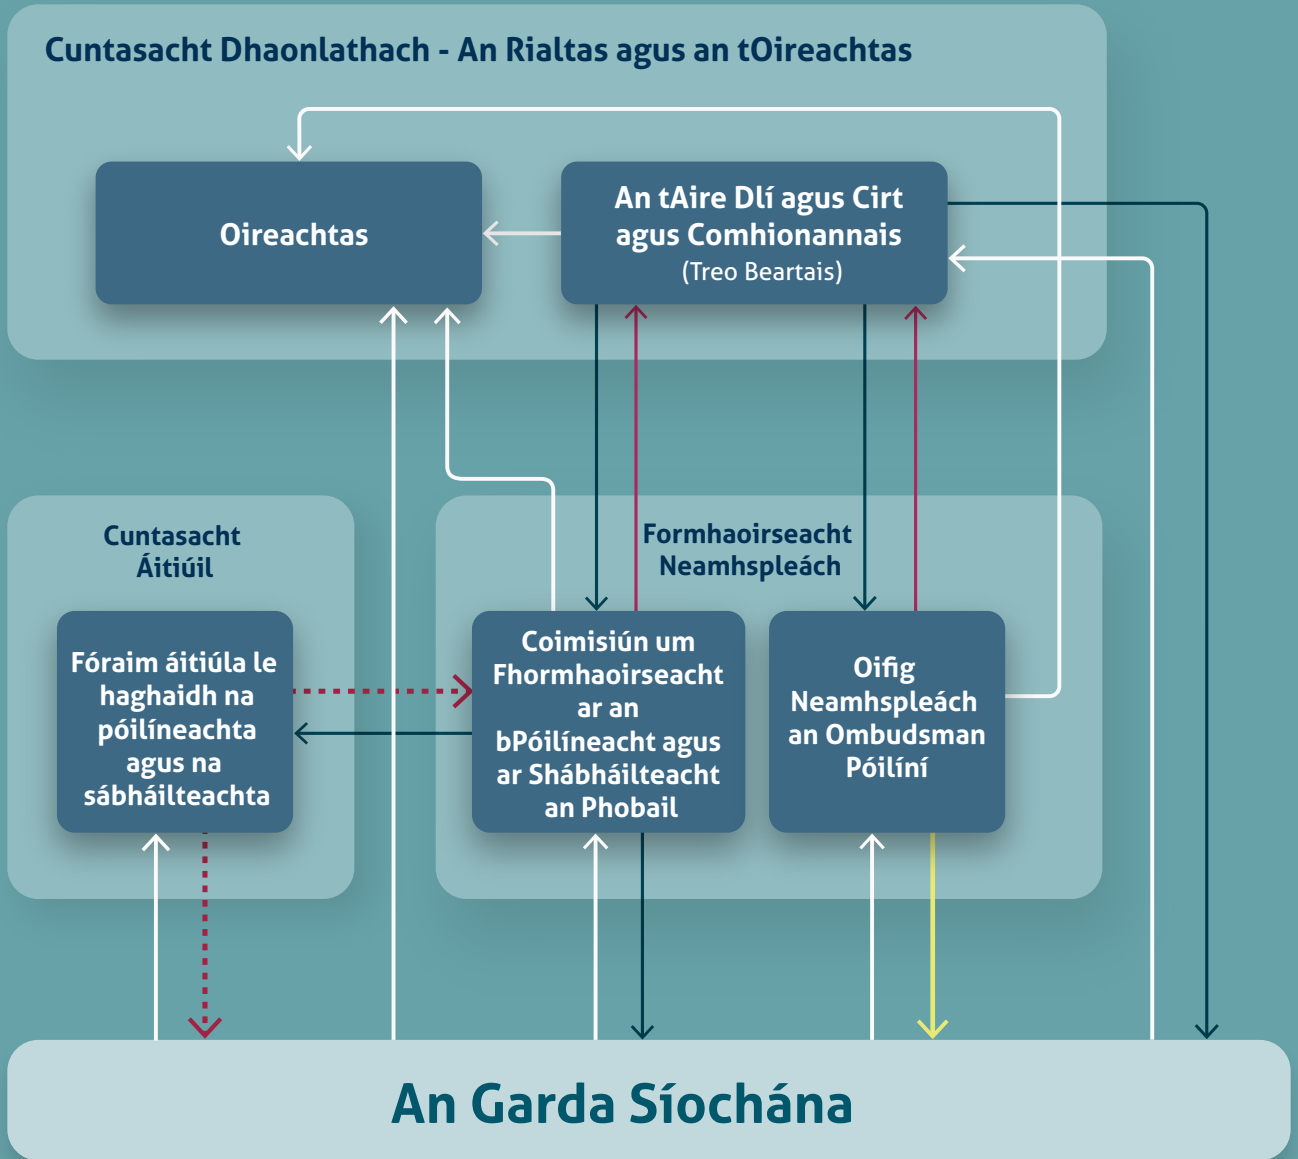 Cuntasacht Dhaonlathach - An Rialtas agus an tOireachtas
Oireachtas
An tAire Dlí agus Cirt
agus Comhionannais
(Treo Beartais)
Cuntasacht
Áitiúil
Formhaoirseacht
Neamhspleách
Fóraim áitiúla le
haghaidh na
póilíneachta
agus na
sábháilteachta
Coimisiún um
Fhormhaoirseacht
ar an
bPóilíneacht agus
ar Shábháilteacht
an Phobail
Oifig
Neamhspleách
an Ombudsman
Póilíní
An Garda Síochána